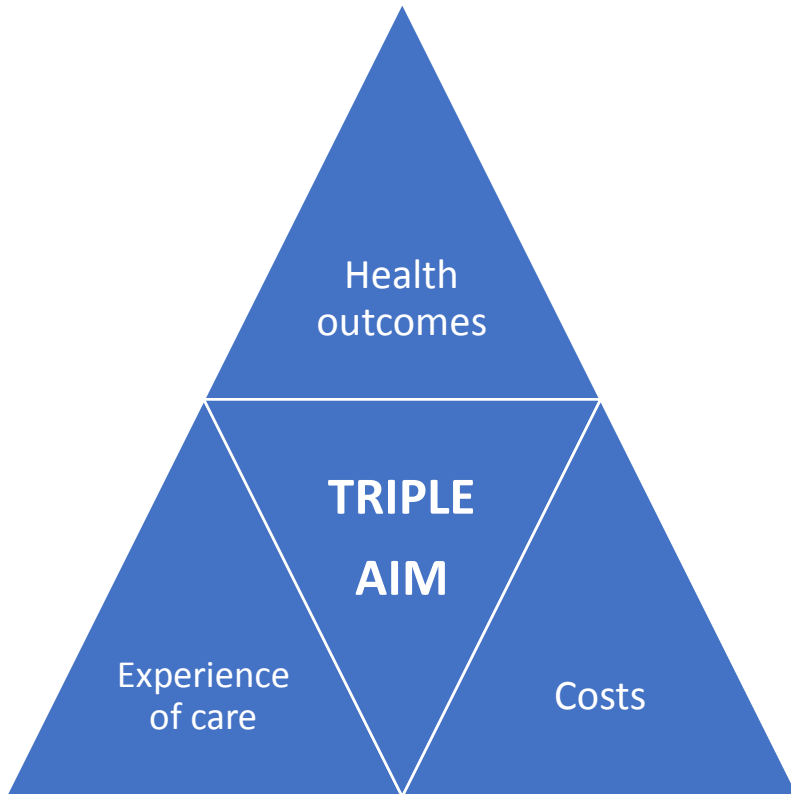 Health
outcomes
TRIPLE
AIM
Experience
of care
Costs